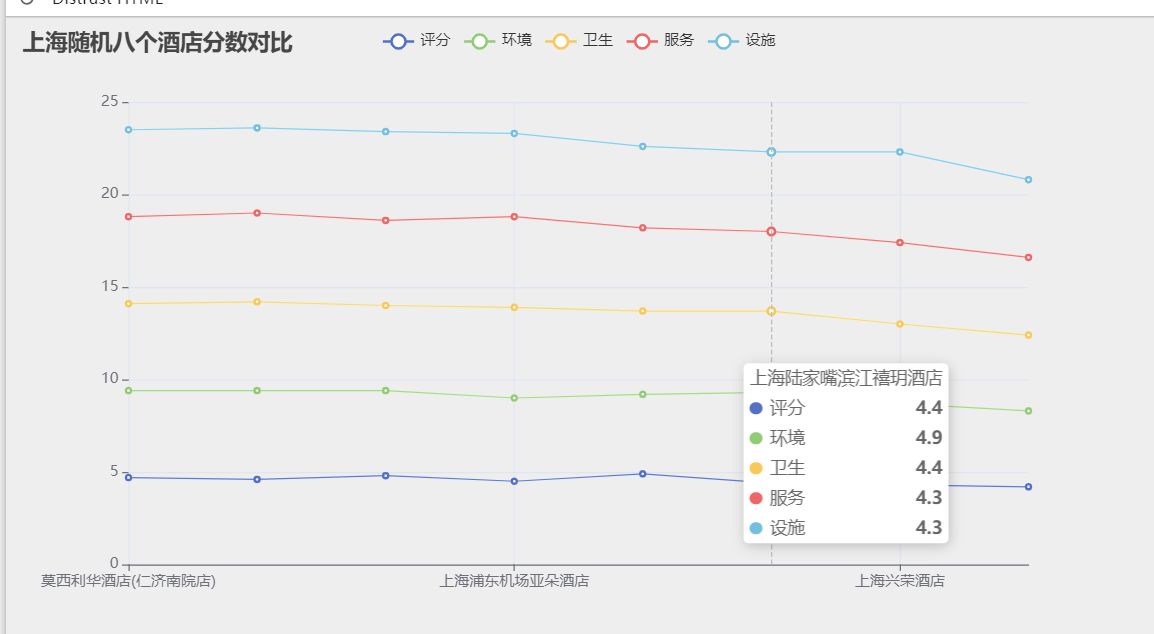 Distrust HTML
上海随机八个酒店分数对比
评分 环境 卫生 服务 设施
25
20
15
10
5
0
上海陆家嘴滨江禧玥酒店
评分 4.4
环境 4.9
卫生 4.4
服务 4.3
设施 4.3
莫西利华酒店(仁济南院店) 上海浦东机场亚朵酒店 上海兴荣酒店